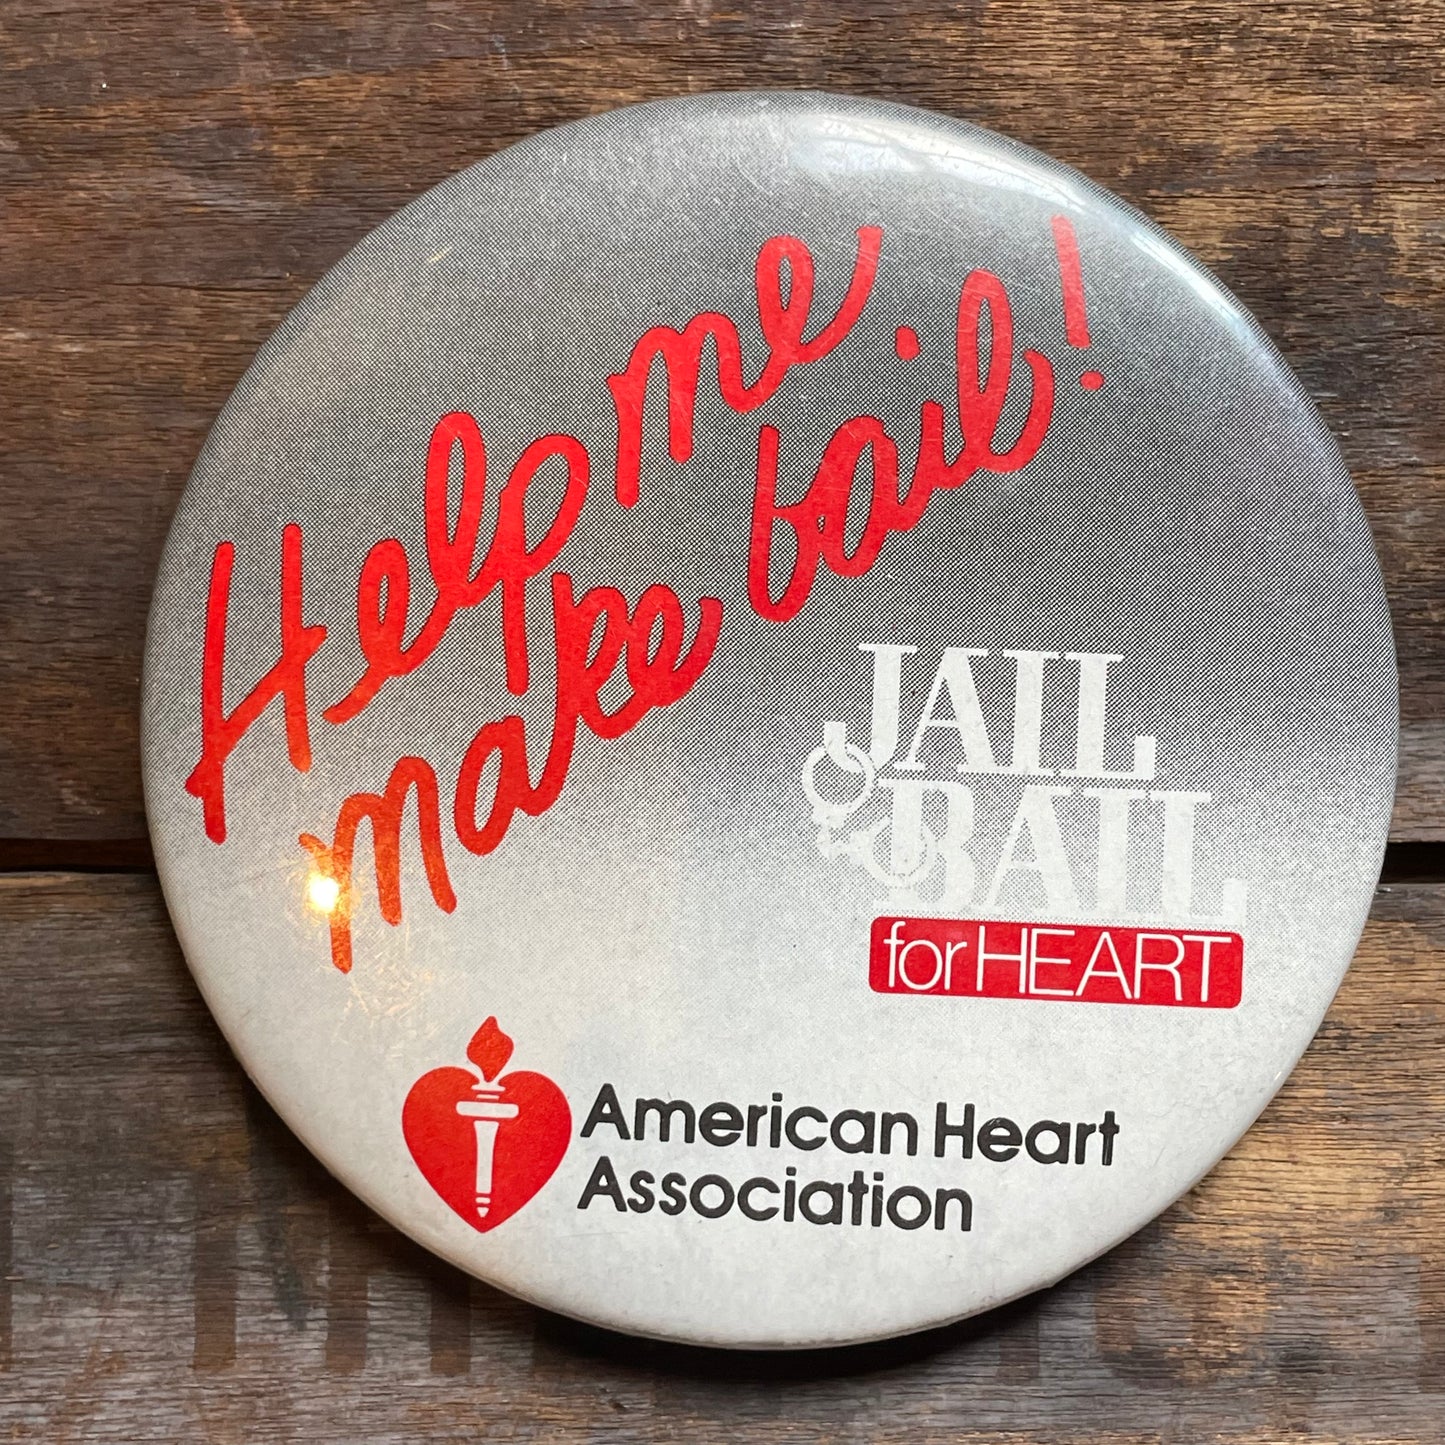 Help me
make bail!
JAIL
BAIL
for HEART
American Heart
Association